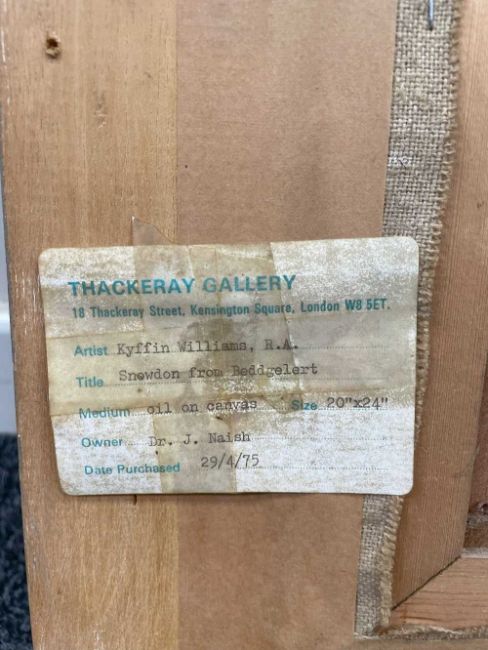 THACKERAY GALLERY
18 Thackeray Street, Kensington Square, London W8 5ET.
Artist Kyffin Williams, R.A.
Title Snowdon from Beddgelert
Medium oil on canvas Size 20"x24"
Owner Dr. J. Naish
Date Purchased 29/4/75